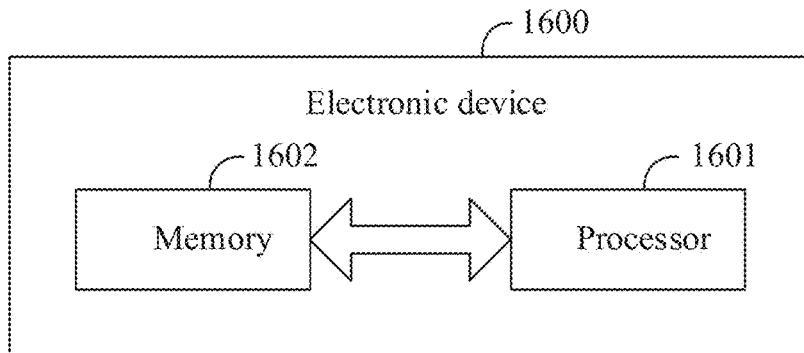 1600
Electronic device
1602
1601
Memory
Processor